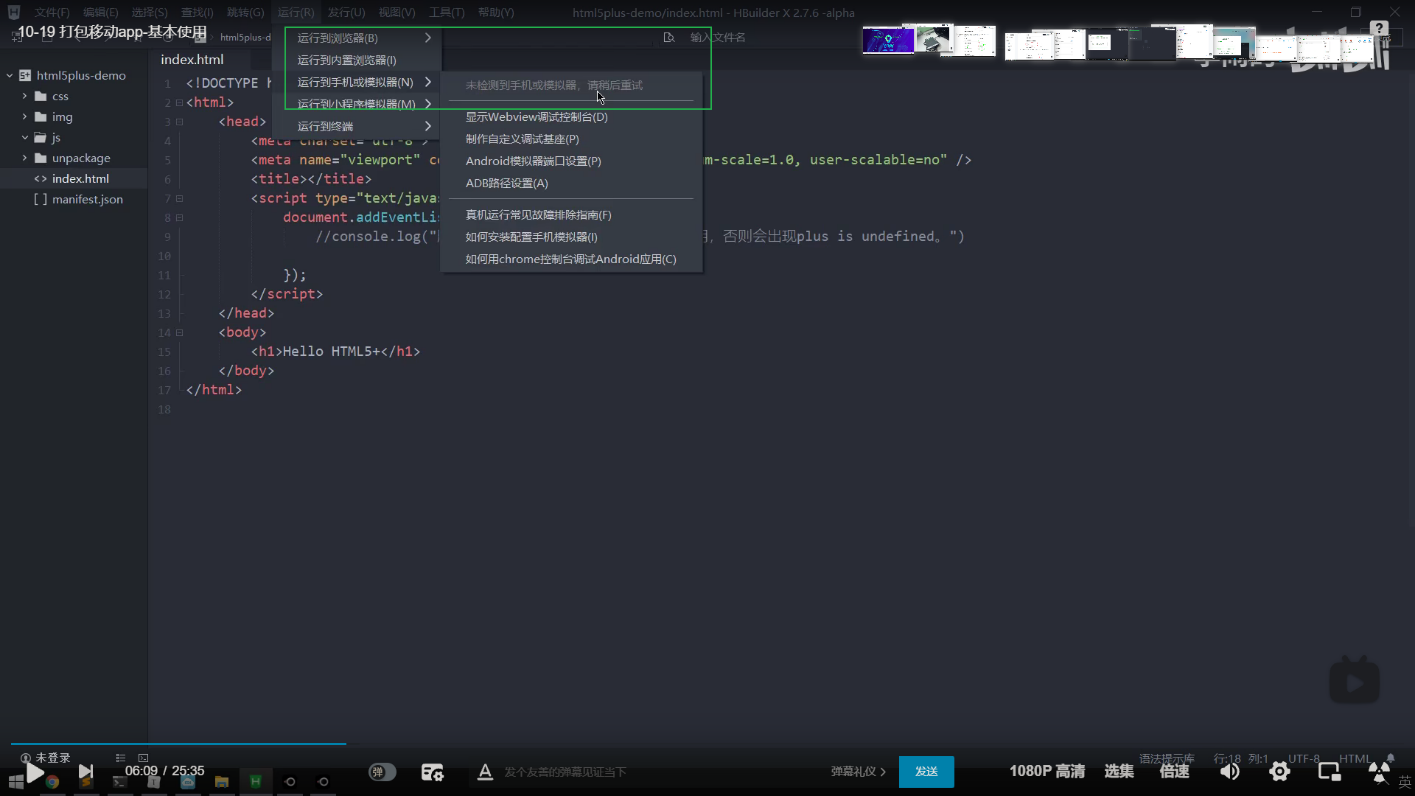 文件(F) 编辑(E) 选择(S) 查找(I) 跳转(G) 运行(R) 发行(U) 视图(V) 工具(T) 帮助(Y)
html5plus-demo/index.html - HBuilder X 2.7.6 -alpha
10-19 打包移动app-基本使用
html5plus-d
输入文件名
bilibili
?
运行到浏览器(B)
运行到内置浏览器(I)
运行到手机或模拟器(N)
运行到小程序模拟器(M)
运行到终端
未检测到手机或模拟器，请稍后重试
显示Webview调试控制台(D)
制作自定义调试基座(P)
Android模拟器端口设置(P)
ADB路径设置(A)
真机运行常见故障排除指南(F)
如何安装配置手机模拟器(I)
如何用chrome控制台调试Android应用(C)
html5plus-demo
css
img
js
unpackage
<> index.html
[ ] manifest.json
index.html
1 <!DOCTYPE
2 <html>
3 <head>
4 <meta charset="utf-8">
5 <meta name="viewport" m-scale=1.0, user-scalable=no" />
6 <title></title>
7 <script type="text/java
8 document.addEventLis
9 //console.log(" 否则会出现plus is undefined。")
10
11 });
12 </script>
13 </head>
14 <body>
15 <h1>Hello HTML5+</h1>
16 </body>
17 </html>
18
未登录
语法提示库 行:18 列:1 UTF-8 HTML
06:09 / 25:35
弹
发个友善的弹幕见证当下
弹幕礼仪
发送
1080P 高清
选集
倍速
英